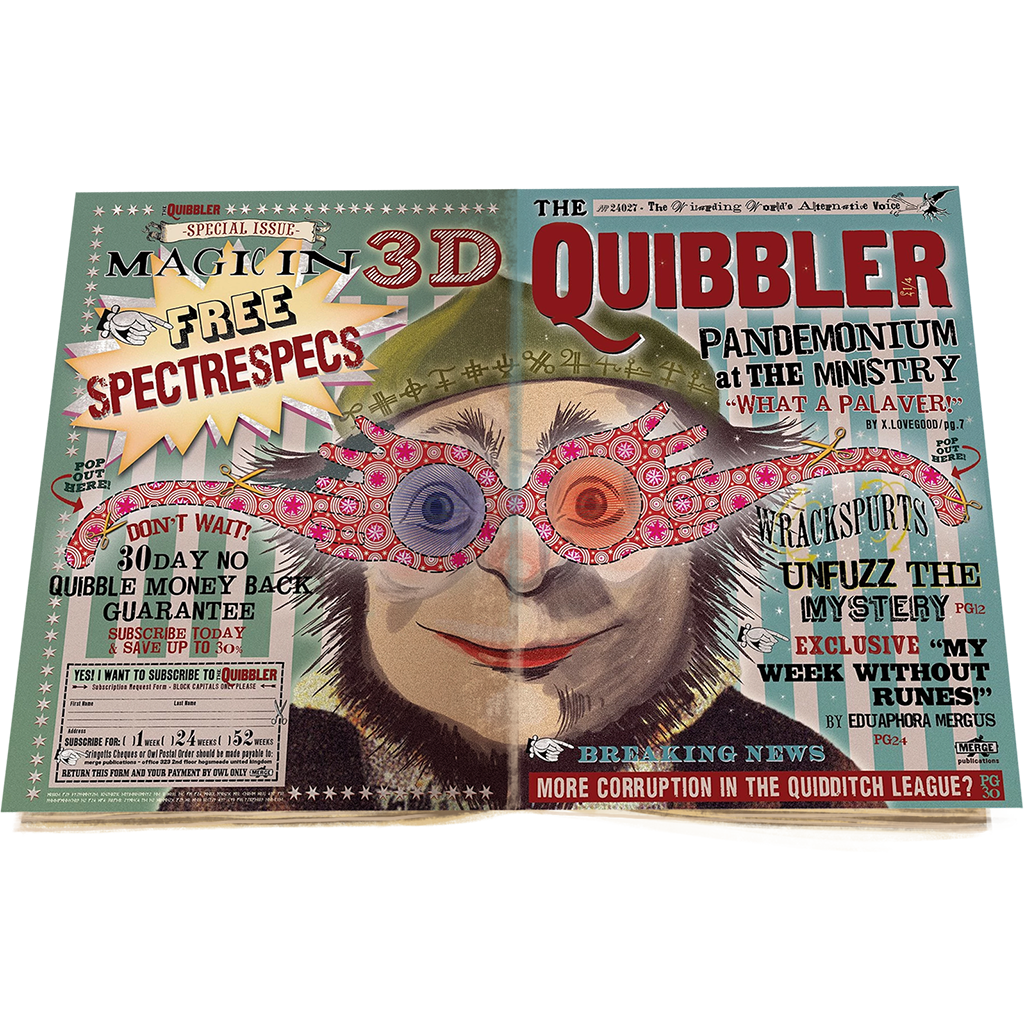 THE QUIBBLER
-SPECIAL ISSUE-
MAGIC IN 3D
FREE
SPECTRESPECS
POP
OUT
HERE!
DON'T WAIT!
30 DAY NO
QUIBBLE MONEY BACK
GUARANTEE
SUBSCRIBE TODAY
& SAVE UP TO 30%
YES! I WANT TO SUBSCRIBE TO THE QUIBBLER
Subscription Request Form - BLOCK CAPITALS ONLY PLEASE
First Name Last Name
Address
SUBSCRIBE FOR: ( ) 1 WEEK ( ) 24 WEEKS ( ) 52 WEEKS
Gringotts Cheques or Owl Postal Order should be made payable to:
merge publications - office 323 2nd floor hogsmeade united kingdom
RETURN THIS FORM AND YOUR PAYMENT BY OWL ONLY MERGE
THE Nº 24027 - The Wizarding World's Alternative Voice
QUIBBLER
£1/4
PANDEMONIUM
at THE MINISTRY
"WHAT A PALAVER!"
BY X.LOVEGOOD/pg.7
POP
OUT
HERE!
WRACKSPURTS
UNFUZZ THE
MYSTERY PG12
EXCLUSIVE "MY
WEEK WITHOUT
RUNES!"
BY EDUAPHORA MERGUS
PG24
MERGE
publications
BREAKING NEWS
MORE CORRUPTION IN THE QUIDDITCH LEAGUE? PG 30